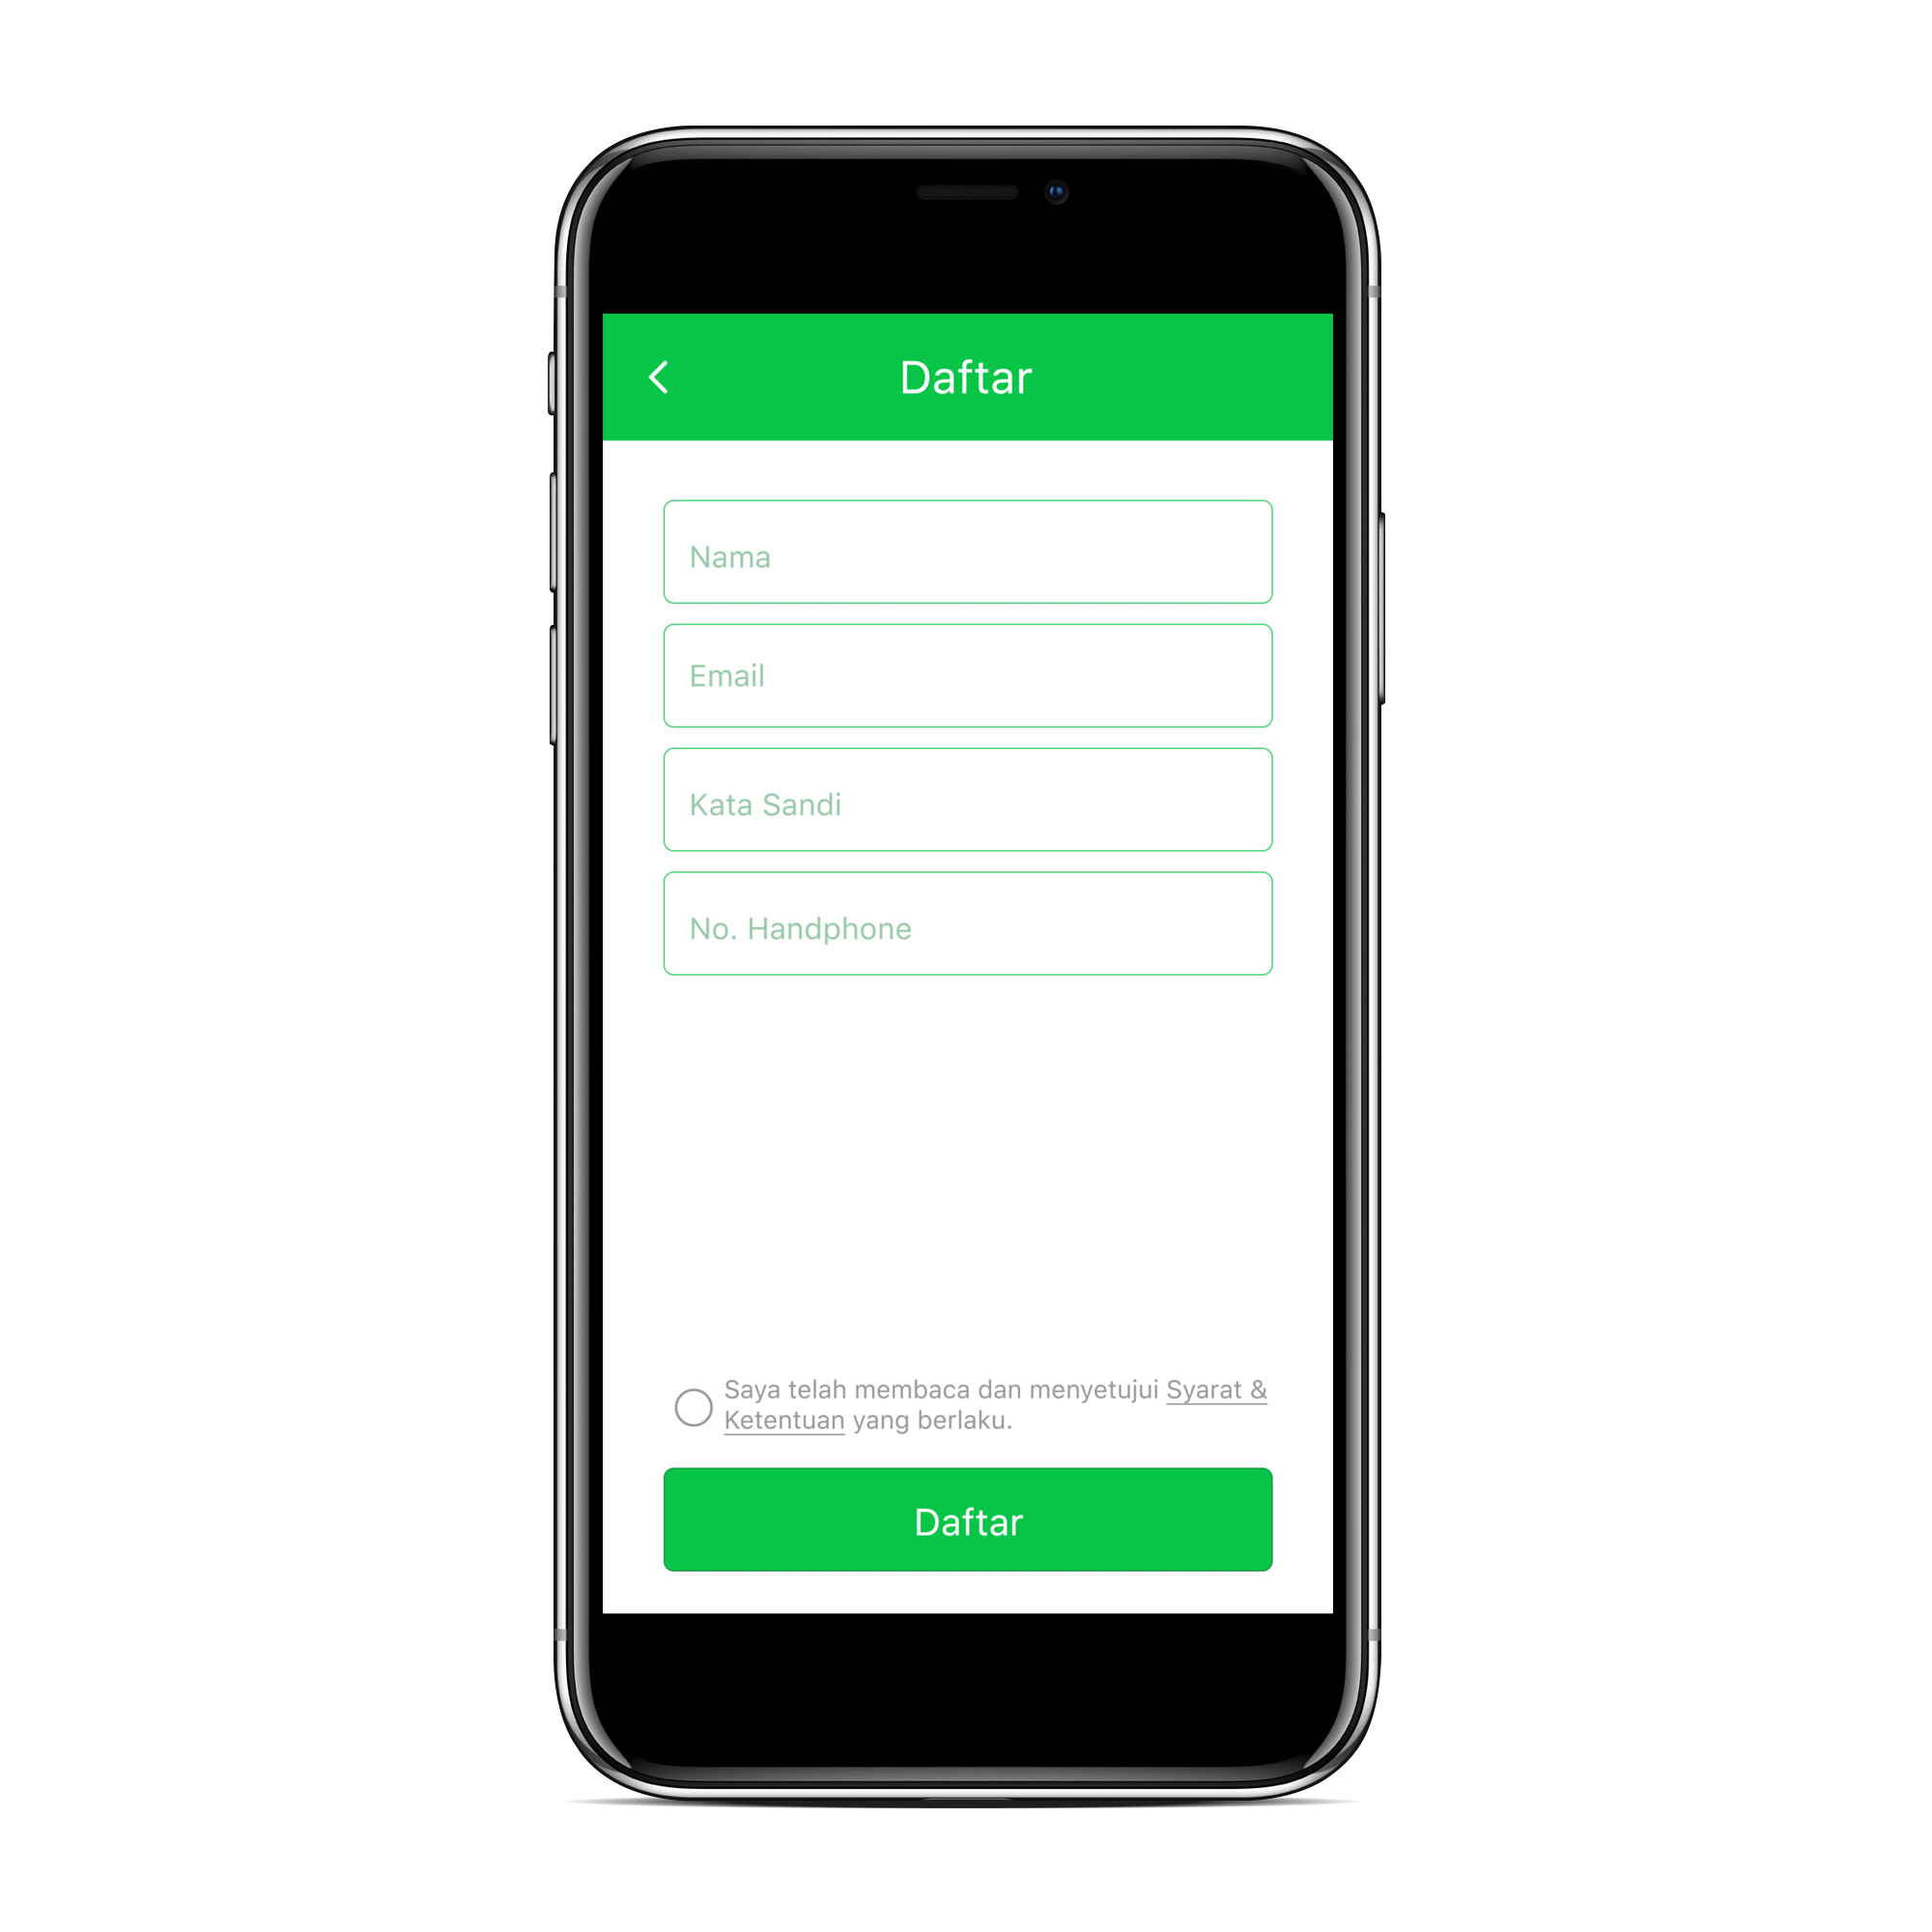 Daftar
Nama
Email
Kata Sandi
No. Handphone
Saya telah membaca dan menyetujui Syarat &
Ketentuan yang berlaku.
Daftar